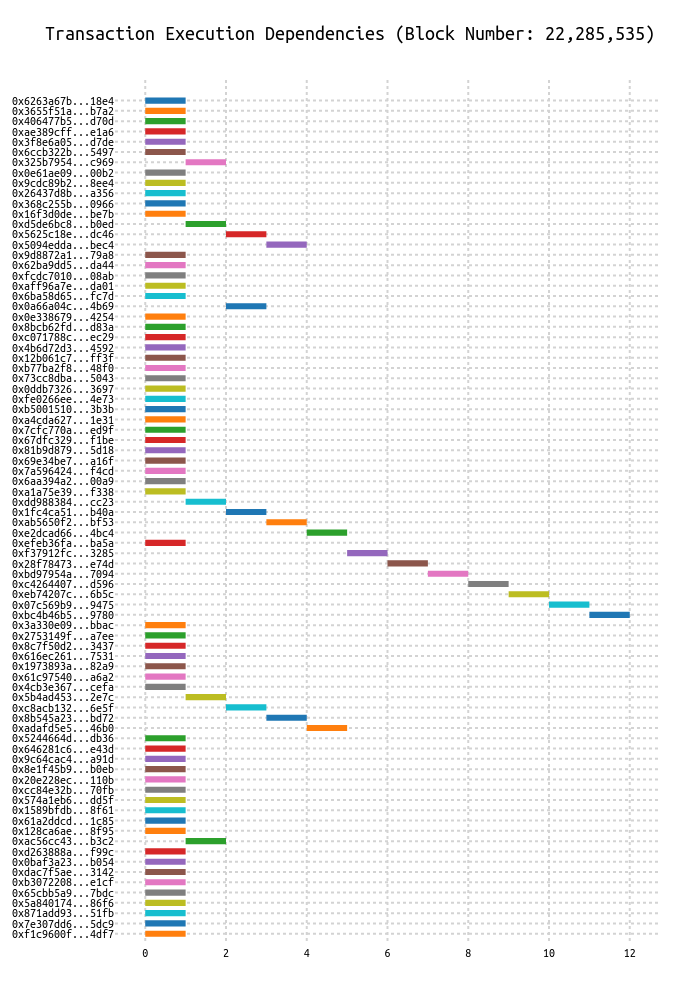 Transaction Execution Dependencies (Block Number: 22,285,535)
0x6263a67b...18e4
0x3655f51a...b7a2
0x406477b5...d70d
0xae389cff...e1a6
0x3f8e6a05...d7de
0x6ccb322b...5497
0x325b7954...c969
0x0e61ae09...00b2
0x9cdc89b2...8ee4
0x26437d8b...a356
0x368c255b...0966
0x16f3d0de...be7b
0xd5de6bc8...b0ed
0x5625c18e...dc46
0x5094edda...bec4
0x9d8872a1...79a8
0x62ba9dd5...da44
0xfcdc7010...08ab
0xaff96a7e...da01
0x6ba58d65...fc7d
0x0a66a04c...4b69
0x0e338679...4254
0x8bcb62fd...d83a
0xc071788c...ec29
0x4b6d72d3...4592
0x12b061c7...ff3f
0xb77ba2f8...48f0
0x73cc8dba...5043
0x0ddb7326...3697
0xfe0266ee...4e73
0xb5001510...3b3b
0xa4cda627...1e31
0x7cfc770a...ed9f
0x67dfc329...f1be
0x81b9d879...5d18
0x69e34be7...a16f
0x7a596424...f4cd
0x6aa394a2...00a9
0xa1a75e39...f338
0xdd988384...cc23
0x1fc4ca51...b40a
0xab5650f2...bf53
0xe2dcad66...4bc4
0xefeb36fa...ba5a
0xf37912fc...3285
0x28f78473...e74d
0xbd97954a...7094
0xc4264407...d596
0xeb74207c...6b5c
0x07c569b9...9475
0xbc4b46b5...9780
0x3a330e09...bbac
0x2753149f...a7ee
0x8c7f50d2...3437
0x616ec261...7531
0x1973893a...82a9
0x61c97540...a6a2
0x4cb3e367...cefa
0x5b4ad453...2e7c
0xc8acb132...6e5f
0x8b545a23...bd72
0xadafd5e5...46b0
0x5244664d...db36
0x646281c6...e43d
0x9c64cac4...a91d
0x8e1f45b9...b0eb
0x20e228ec...110b
0xcc84e32b...70fb
0x574a1eb6...dd5f
0x1589bfdb...8f61
0x61a2ddcd...1c85
0x128ca6ae...8f95
0xac56cc43...b3c2
0xd263888a...f99c
0x0baf3a23...b054
0xdac7f5ae...3142
0xb3072208...e1cf
0x65cbb5a9...7bdc
0x5a840174...86f6
0x871add93...51fb
0x7e307dd6...5dc9
0xf1c9600f...4df7
0 2 4 6 8 10 12